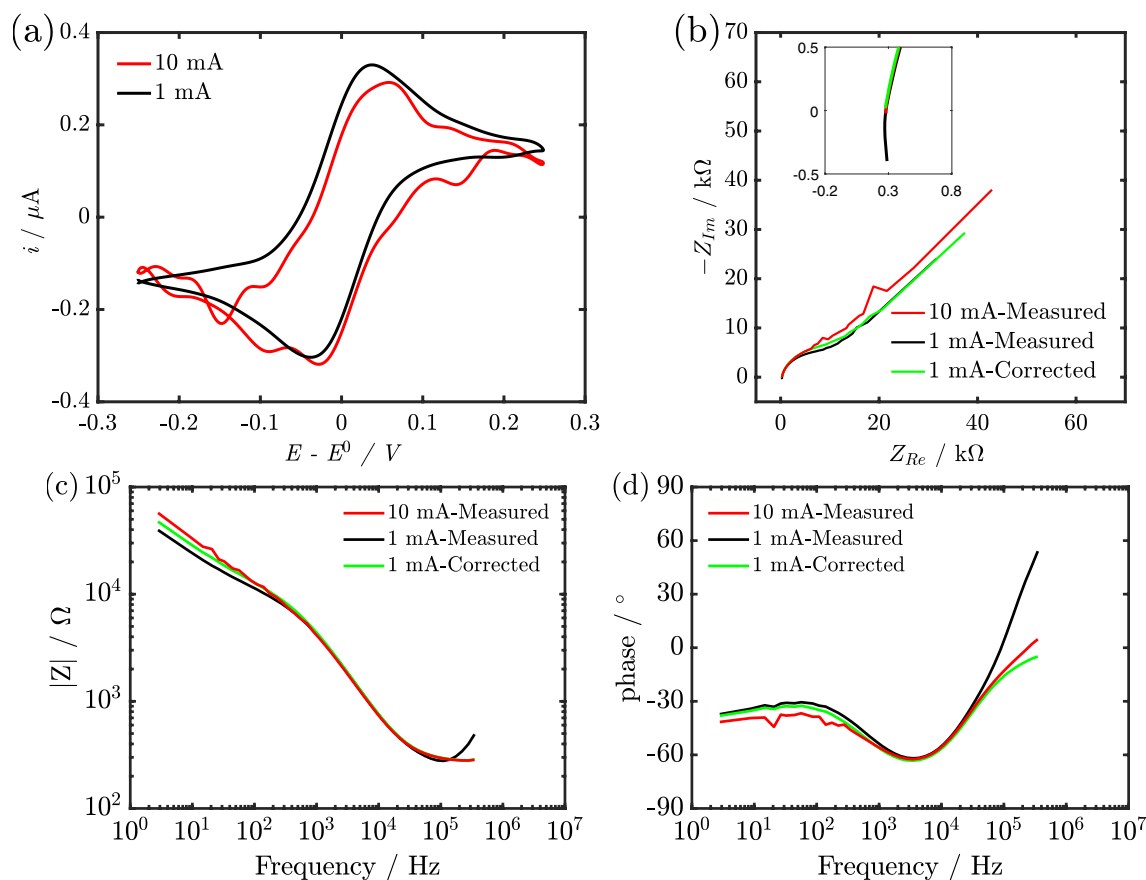 (a)
10 mA
1 mA
0.4
0.2
0
-0.2
-0.4
i / μA
-0.3
-0.2
-0.1
0
0.1
0.2
0.3
E - E⁰ / V
(b)
70
60
50
40
30
20
10
0
−Z_Im / kΩ
0.5
0
-0.5
-0.2
0.3
0.8
10 mA-Measured
1 mA-Measured
1 mA-Corrected
0
20
40
60
Z_Re / kΩ
(c)
10⁵
10⁴
10³
10²
|Z| / Ω
10 mA-Measured
1 mA-Measured
1 mA-Corrected
10⁰
10¹
10²
10³
10⁴
10⁵
10⁶
10⁷
Frequency / Hz
(d)
90
60
30
0
-30
-60
-90
phase / °
10 mA-Measured
1 mA-Measured
1 mA-Corrected
10⁰
10¹
10²
10³
10⁴
10⁵
10⁶
10⁷
Frequency / Hz